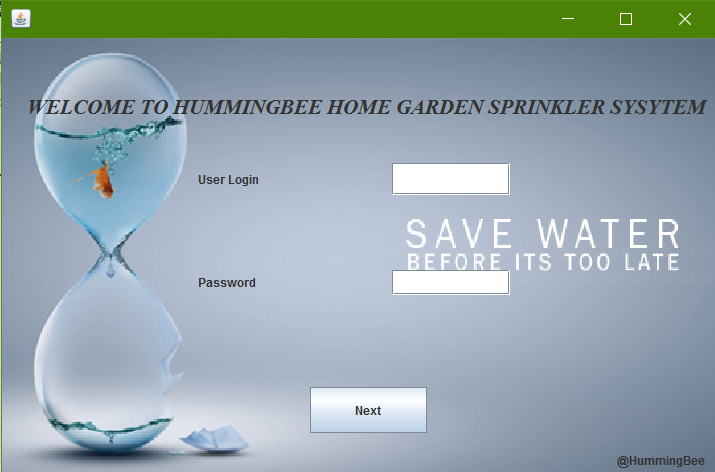 WELCOME TO HUMMINGBEE HOME GARDEN SPRINKLER SYSYTEM
User Login
SAVE WATER
BEFORE ITS TOO LATE
Password
Next
@HummingBee